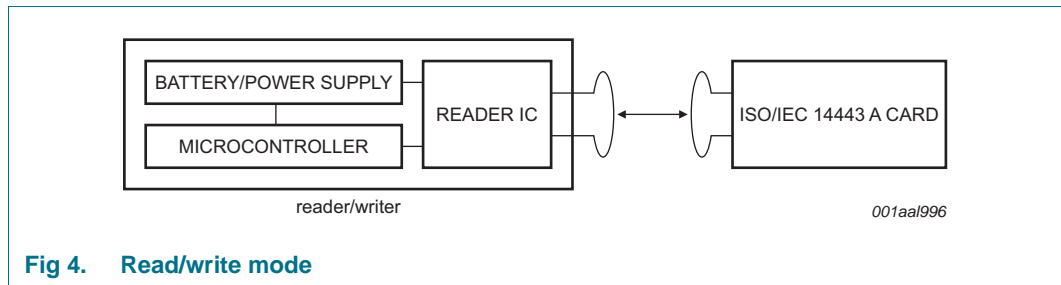 BATTERY/POWER SUPPLY
MICROCONTROLLER
READER IC
ISO/IEC 14443 A CARD
reader/writer
001aal996
Fig 4. Read/write mode